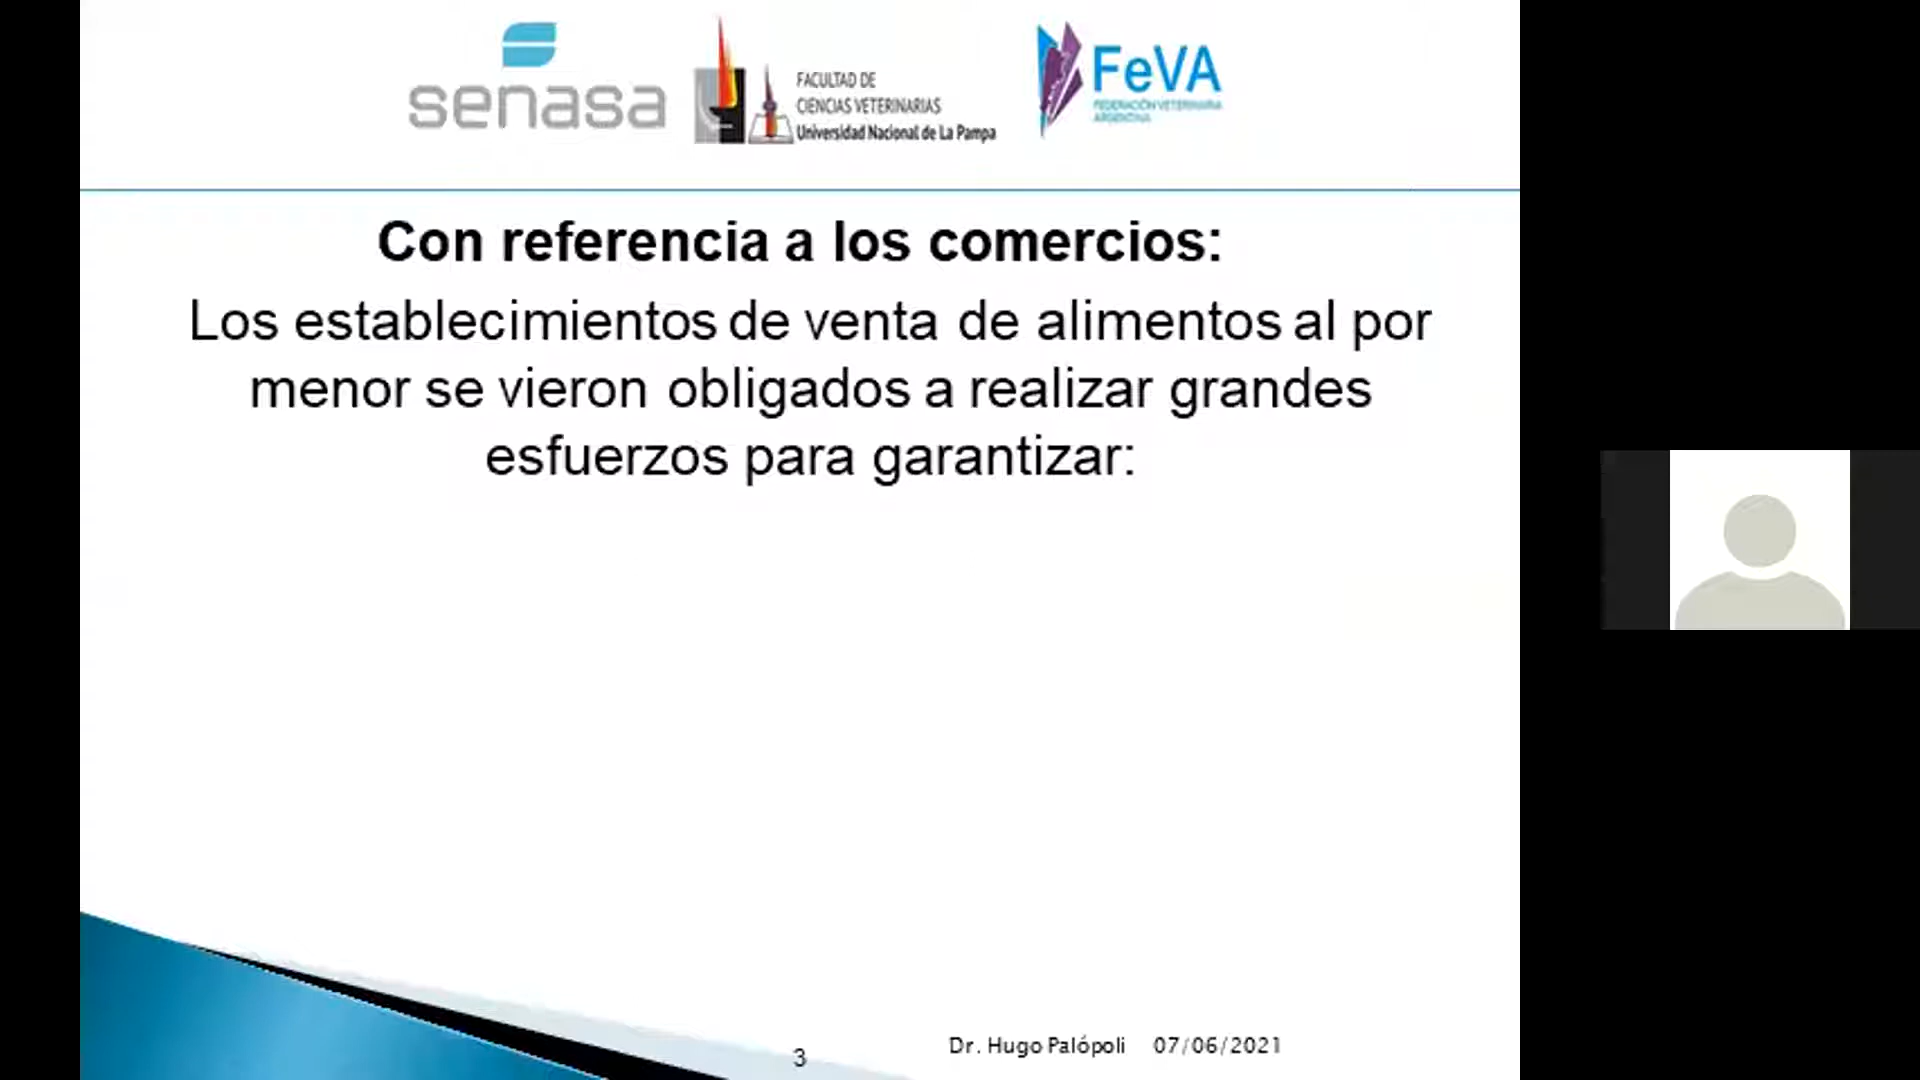 senasa
FACULTAD DE
CIENCIAS VETERINARIAS
Universidad Nacional de La Pampa
FeVA
FEDERACIÓN VETERINARIA
ARGENTINA
Con referencia a los comercios:
Los establecimientos de venta de alimentos al por
menor se vieron obligados a realizar grandes
esfuerzos para garantizar:
3
Dr. Hugo Palópoli 07/06/2021